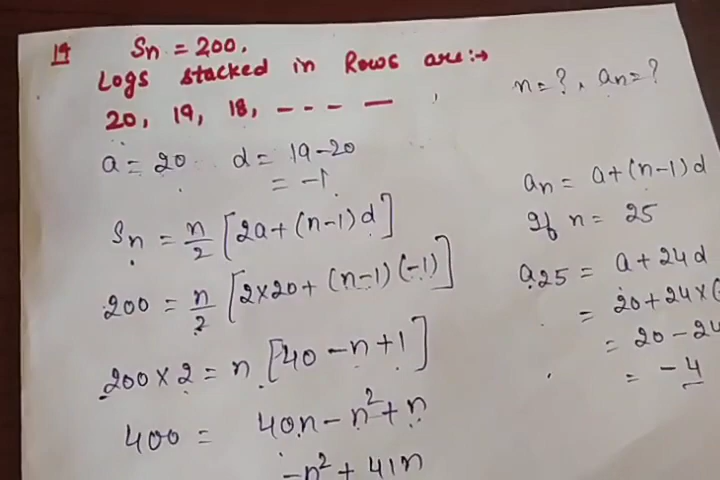 14 Sn = 200.
Logs stacked in Rows are:→
20, 19, 18, - - - -
a = 20 d = 19-20
= -1
Sn = n/2 [2a+(n-1)d]
200 = n/2 [2×20+(n-1)(-1)]
200×2 = n [40-n+1]
400 = 40n-n²+n
-n²+41n
n=?, an=?
an = a+(n-1)d
If n = 25
a25 = a+24d
= 20+24×(
= 20-24
= -4